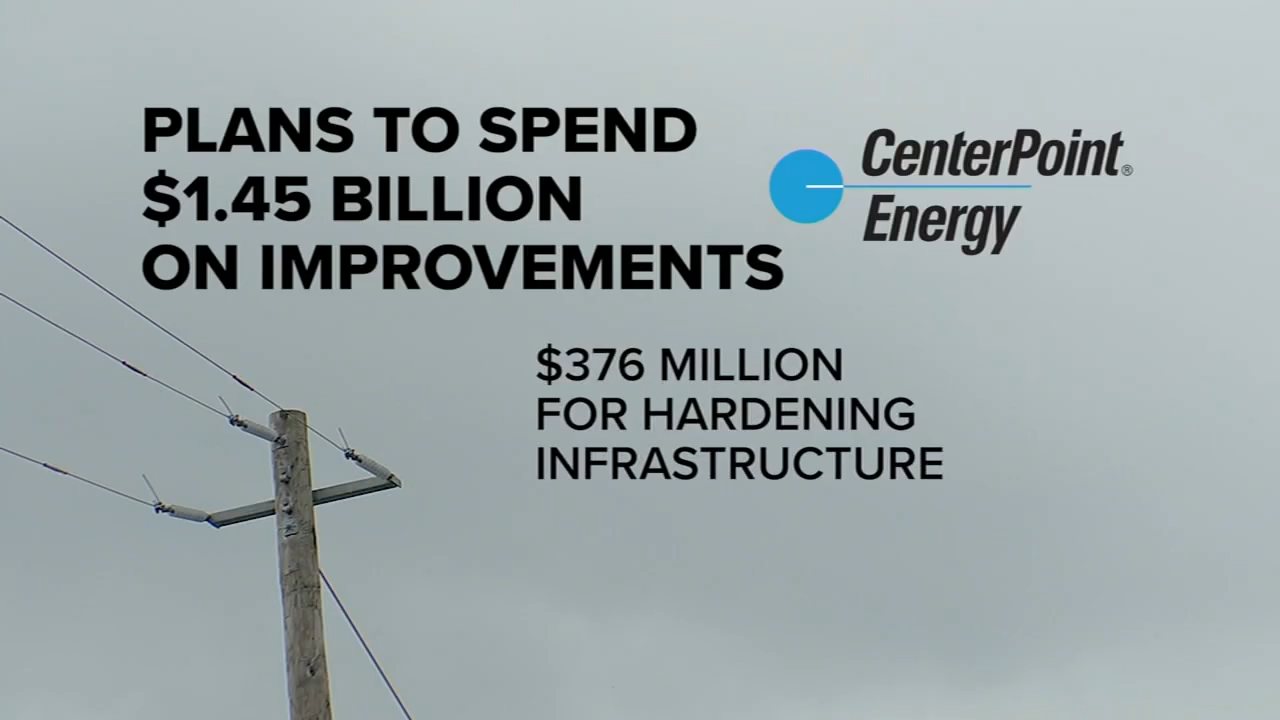 PLANS TO SPEND
$1.45 BILLION
ON IMPROVEMENTS
CenterPoint®
Energy
$376 MILLION
FOR HARDENING
INFRASTRUCTURE